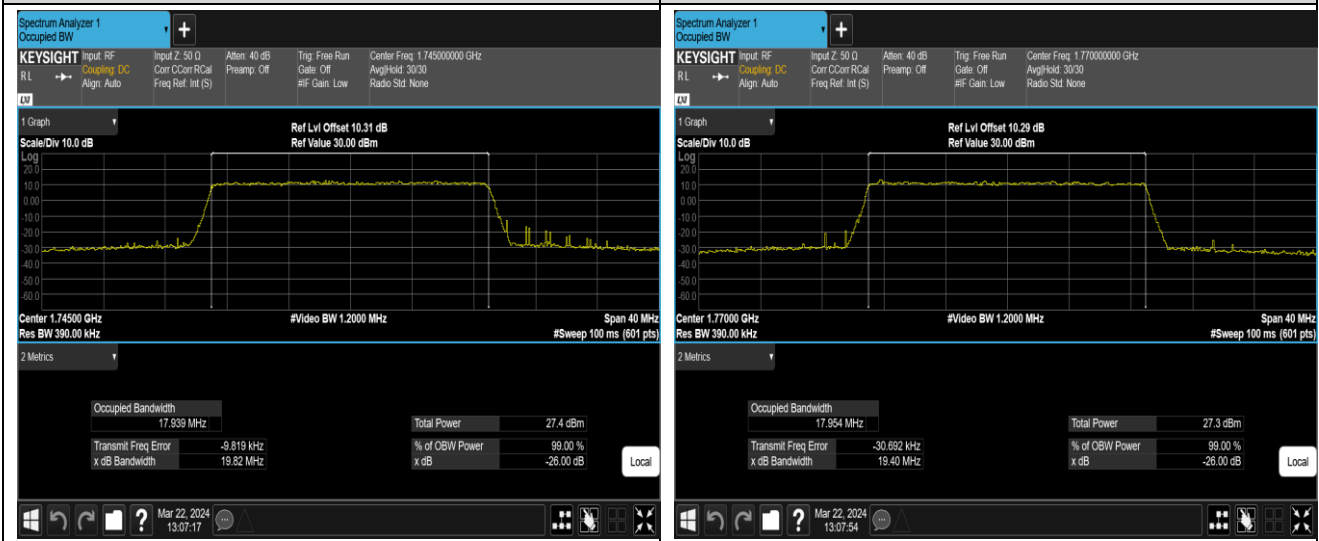 Spectrum Analyzer 1
Occupied BW
+
KEYSIGHT Input: RF Input Z: 50 Ω Atten: 40 dB Trig: Free Run Center Freq: 1.745000000 GHz
RL Coupling: DC Corr CCorr RCal Preamp: Off Gate: Off Avg|Hold: 30/30
Align: Auto Freq Ref: Int (S) #IF Gain: Low Radio Std: None
LXI
1 Graph
Ref Lvl Offset 10.31 dB
Scale/Div 10.0 dB Ref Value 30.00 dBm
Log
20.0
10.0
0.00
-10.0
-20.0
-30.0
-40.0
-50.0
-60.0
Center 1.74500 GHz #Video BW 1.2000 MHz Span 40 MHz
Res BW 390.00 kHz #Sweep 100 ms (601 pts)
2 Metrics
Occupied Bandwidth
17.939 MHz Total Power 27.4 dBm
Transmit Freq Error -9.819 kHz % of OBW Power 99.00 %
x dB Bandwidth 19.82 MHz x dB -26.00 dB
Local
?
Mar 22, 2024
13:07:17
Spectrum Analyzer 1
Occupied BW
+
KEYSIGHT Input: RF Input Z: 50 Ω Atten: 40 dB Trig: Free Run Center Freq: 1.770000000 GHz
RL Coupling: DC Corr CCorr RCal Preamp: Off Gate: Off Avg|Hold: 30/30
Align: Auto Freq Ref: Int (S) #IF Gain: Low Radio Std: None
LXI
1 Graph
Ref Lvl Offset 10.29 dB
Scale/Div 10.0 dB Ref Value 30.00 dBm
Log
20.0
10.0
0.00
-10.0
-20.0
-30.0
-40.0
-50.0
-60.0
Center 1.77000 GHz #Video BW 1.2000 MHz Span 40 MHz
Res BW 390.00 kHz #Sweep 100 ms (601 pts)
2 Metrics
Occupied Bandwidth
17.954 MHz Total Power 27.3 dBm
Transmit Freq Error -30.692 kHz % of OBW Power 99.00 %
x dB Bandwidth 19.40 MHz x dB -26.00 dB
Local
?
Mar 22, 2024
13:07:54